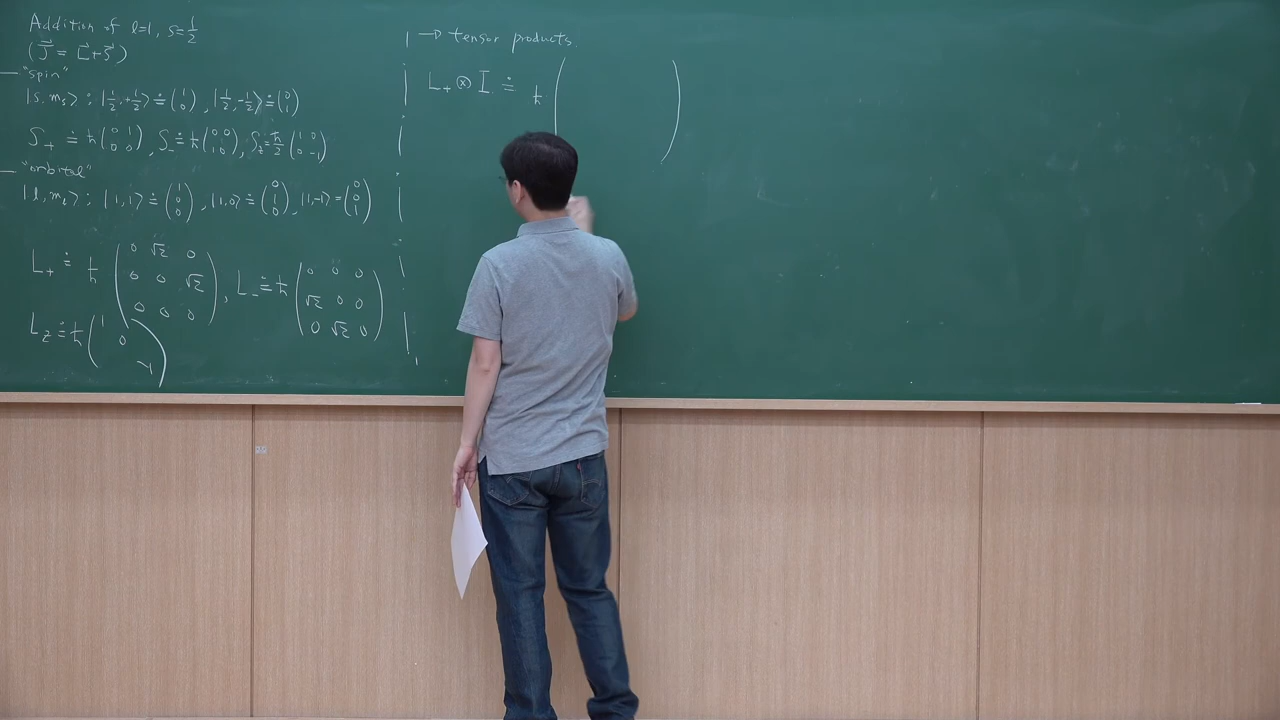 Addition of l=1, s=1/2
(J⃗ = L⃗+S⃗)
— "spin"
|s, m_s⟩ : |1/2, +1/2⟩ ≐ (1 0), |1/2, -1/2⟩ ≐ (0 1)
S_+ ≐ ħ (0 1; 0 0), S_- ≐ ħ (0 0; 1 0), S_z ≐ ħ/2 (1 0; 0 -1)
— "orbital"
|l, m_l⟩ : |1,1⟩ ≐ (1 0 0), |1,0⟩ ≐ (0 1 0), |1,-1⟩ = (0 0 1)
L_+ ≐ ħ (0 √2 0; 0 0 √2; 0 0 0), L_- ≐ ħ (0 0 0; √2 0 0; 0 √2 0)
L_z ≐ ħ (1 0 -1)
→ tensor products.
L_+ ⊗ I ≐ ħ ( )